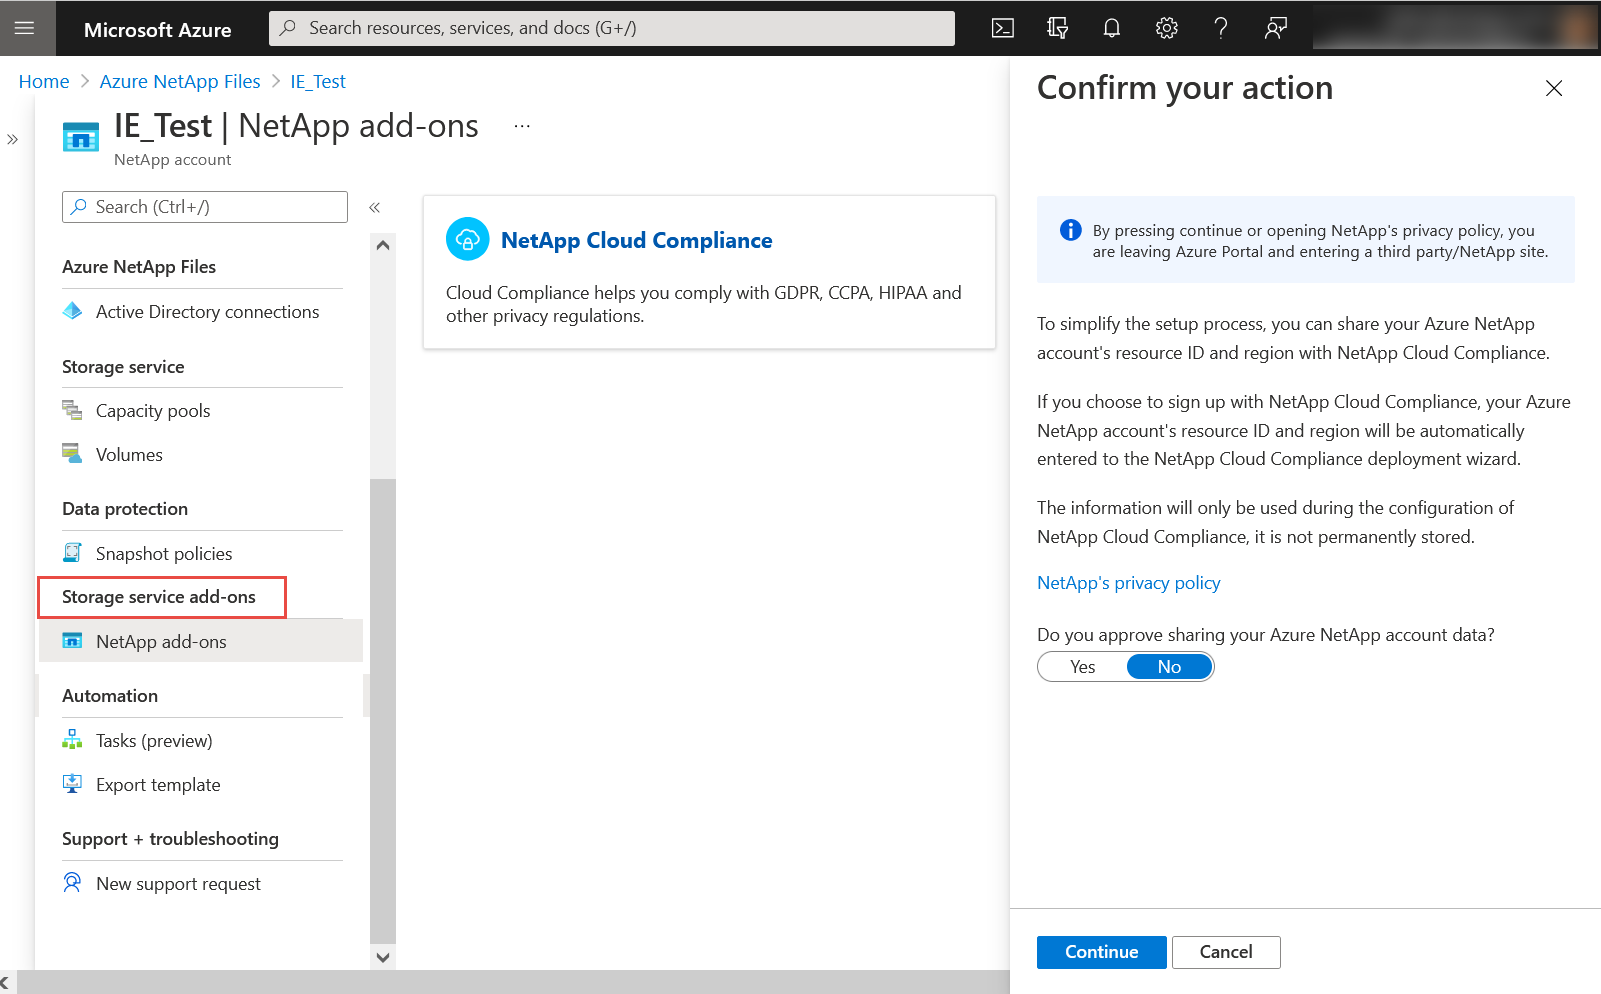 Microsoft Azure
Search resources, services, and docs (G+/)
Home > Azure NetApp Files > IE_Test
IE_Test | NetApp add-ons ...
NetApp account
Search (Ctrl+/)
Azure NetApp Files
Active Directory connections
Storage service
Capacity pools
Volumes
Data protection
Snapshot policies
Storage service add-ons
NetApp add-ons
Automation
Tasks (preview)
Export template
Support + troubleshooting
New support request
NetApp Cloud Compliance
Cloud Compliance helps you comply with GDPR, CCPA, HIPAA and
other privacy regulations.
Confirm your action
By pressing continue or opening NetApp's privacy policy, you
are leaving Azure Portal and entering a third party/NetApp site.
To simplify the setup process, you can share your Azure NetApp
account's resource ID and region with NetApp Cloud Compliance.
If you choose to sign up with NetApp Cloud Compliance, your Azure
NetApp account's resource ID and region will be automatically
entered to the NetApp Cloud Compliance deployment wizard.
The information will only be used during the configuration of
NetApp Cloud Compliance, it is not permanently stored.
NetApp's privacy policy
Do you approve sharing your Azure NetApp account data?
Yes No
Continue Cancel